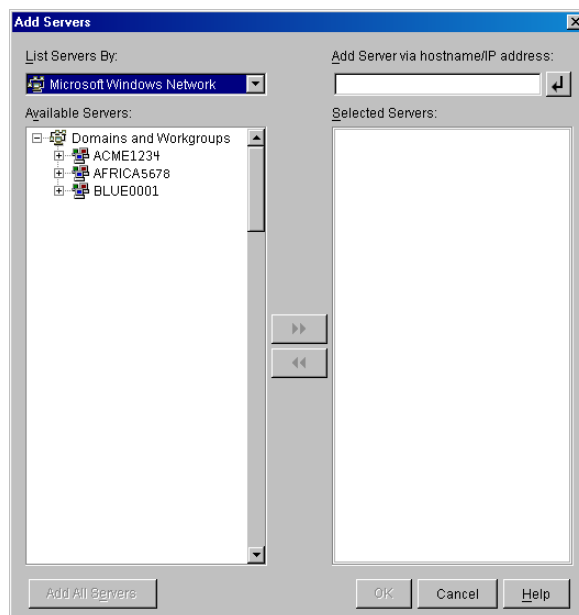 Add Servers
List Servers By:
Add Server via hostname/IP address:
Microsoft Windows Network
Available Servers:
Selected Servers:
Domains and Workgroups
ACME1234
AFRICA5678
BLUE0001
Add All Servers
OK
Cancel
Help